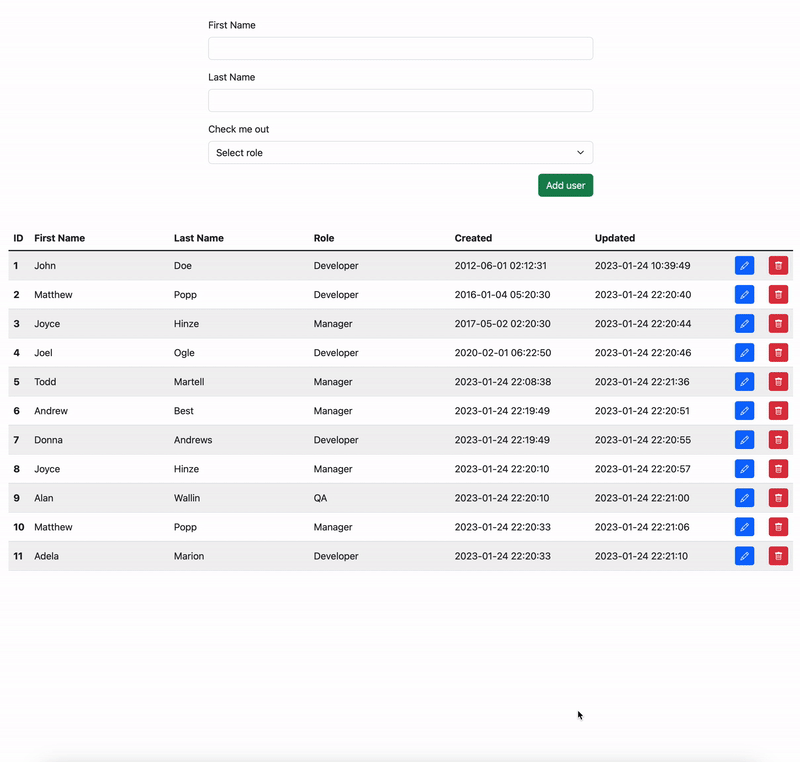 First Name
Last Name
Check me out
Select role
Add user
ID First Name Last Name Role Created Updated
1 John Doe Developer 2012-06-01 02:12:31 2023-01-24 10:39:49
2 Matthew Popp Developer 2016-01-04 05:20:30 2023-01-24 22:20:40
3 Joyce Hinze Manager 2017-05-02 02:20:30 2023-01-24 22:20:44
4 Joel Ogle Developer 2020-02-01 06:22:50 2023-01-24 22:20:46
5 Todd Martell Manager 2023-01-24 22:08:38 2023-01-24 22:21:36
6 Andrew Best Manager 2023-01-24 22:19:49 2023-01-24 22:20:51
7 Donna Andrews Developer 2023-01-24 22:19:49 2023-01-24 22:20:55
8 Joyce Hinze Manager 2023-01-24 22:20:10 2023-01-24 22:20:57
9 Alan Wallin QA 2023-01-24 22:20:10 2023-01-24 22:21:00
10 Matthew Popp Manager 2023-01-24 22:20:33 2023-01-24 22:21:06
11 Adela Marion Developer 2023-01-24 22:20:33 2023-01-24 22:21:10